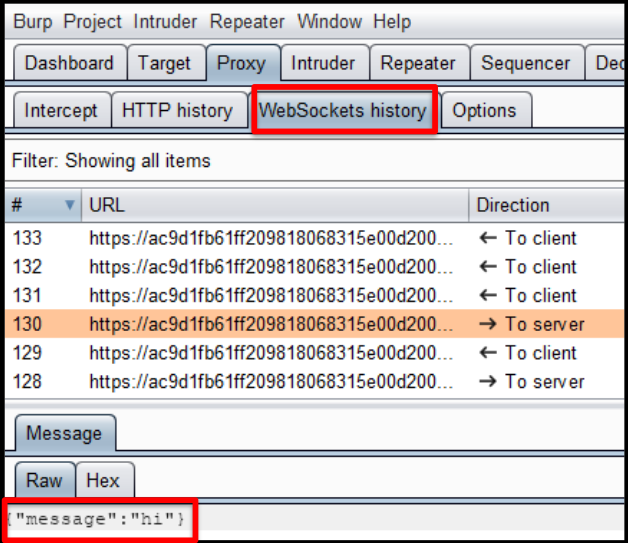 Burp Project Intruder Repeater Window Help
Dashboard Target Proxy Intruder Repeater Sequencer Dec
Intercept HTTP history WebSockets history Options
Filter: Showing all items
# URL Direction
133 https://ac9d1fb61ff209818068315e00d200... ← To client
132 https://ac9d1fb61ff209818068315e00d200... ← To client
131 https://ac9d1fb61ff209818068315e00d200... ← To client
130 https://ac9d1fb61ff209818068315e00d200... → To server
129 https://ac9d1fb61ff209818068315e00d200... ← To client
128 https://ac9d1fb61ff209818068315e00d200... → To server
Message
Raw Hex
{"message":"hi"}